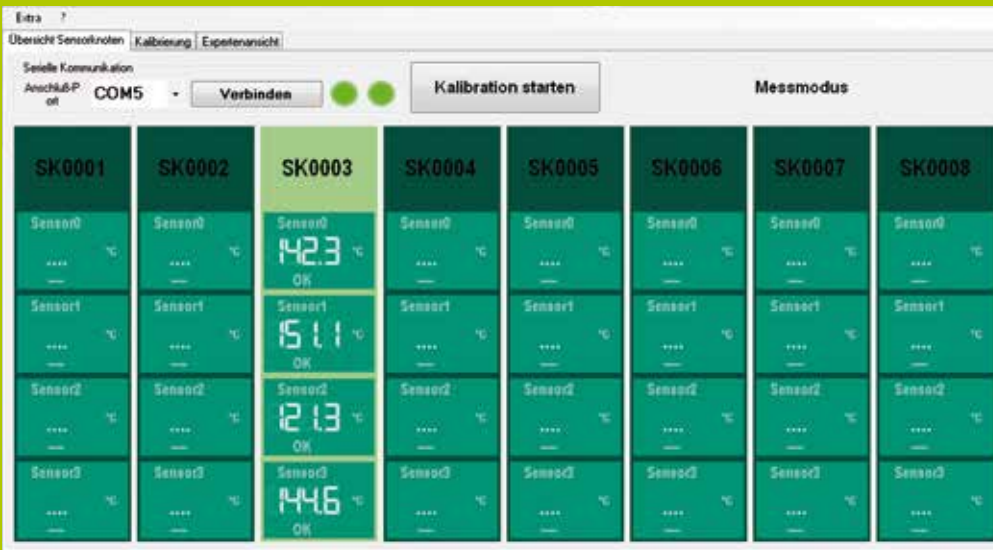 Extra ?
Übersicht Sensorknoten Kalibrierung Expertenansicht
Serielle Kommunikation
Anschluß-P
ort COM5 Verbinden Kalibration starten Messmodus
SK0001 SK0002 SK0003 SK0004 SK0005 SK0006 SK0007 SK0008
Sensor0 Sensor0 Sensor0 Sensor0 Sensor0 Sensor0 Sensor0 Sensor0
.... °C .... °C 142.3 °C .... °C .... °C .... °C .... °C .... °C
OK
Sensor1 Sensor1 Sensor1 Sensor1 Sensor1 Sensor1 Sensor1 Sensor1
.... °C .... °C 151.1 °C .... °C .... °C .... °C .... °C .... °C
OK
Sensor2 Sensor2 Sensor2 Sensor2 Sensor2 Sensor2 Sensor2 Sensor2
.... °C .... °C 121.3 °C .... °C .... °C .... °C .... °C .... °C
OK
Sensor3 Sensor3 Sensor3 Sensor3 Sensor3 Sensor3 Sensor3 Sensor3
.... °C .... °C 144.6 °C .... °C .... °C .... °C .... °C .... °C
OK